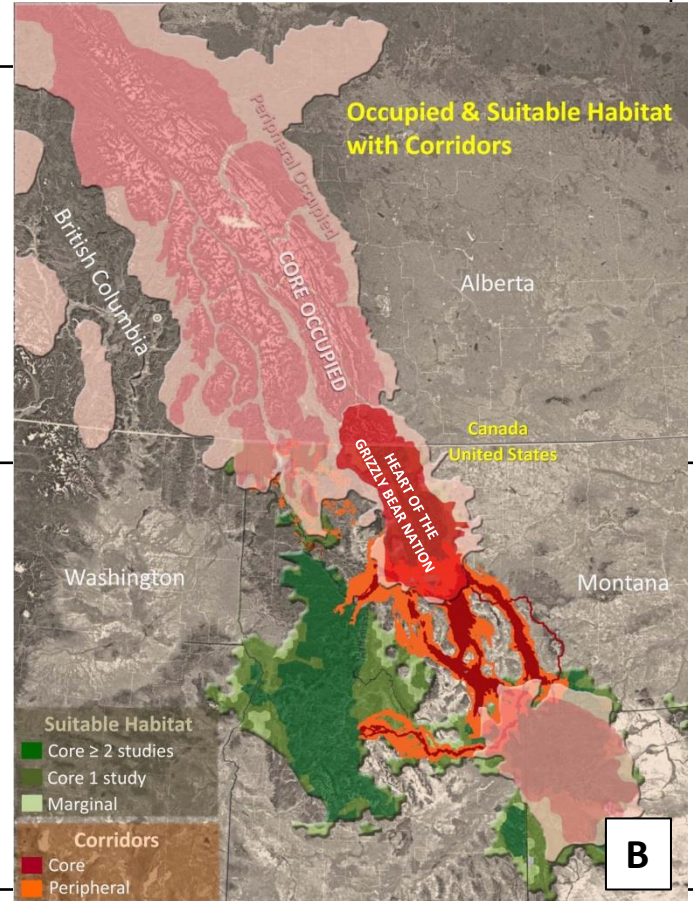 Occupied & Suitable Habitat
with Corridors
Peripheral Occupied
British Columbia
CORE OCCUPIED
Alberta
Canada
United States
HEART OF THE
GRIZZLY BEAR NATION
Washington
Montana
Suitable Habitat
Core ≥ 2 studies
Core 1 study
Marginal
Corridors
Core
Peripheral
B